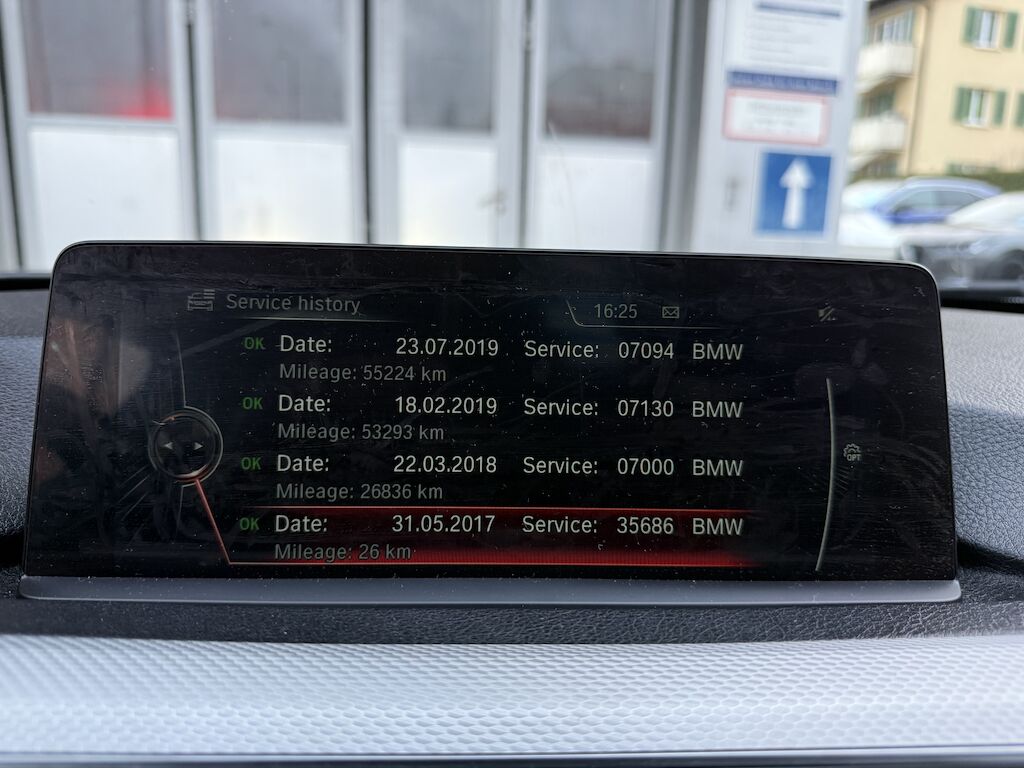 Service history
16:25
OK Date: 23.07.2019 Service: 07094 BMW
Mileage: 55224 km
OK Date: 18.02.2019 Service: 07130 BMW
Mileage: 53293 km
OK Date: 22.03.2018 Service: 07000 BMW
Mileage: 26836 km
OK Date: 31.05.2017 Service: 35686 BMW
Mileage: 26 km
OPT